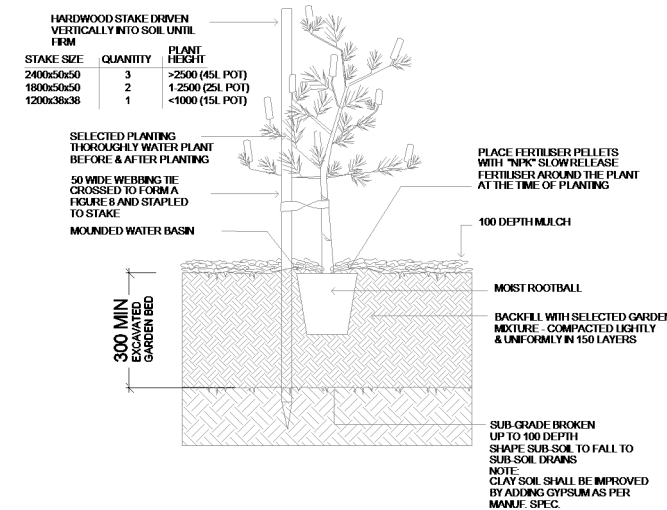 HARDWOOD STAKE DRIVEN
VERTICALLY INTO SOIL UNTIL
FIRM
STAKE SIZE QUANTITY PLANT HEIGHT
2400x50x50 3 >2500 (45L POT)
1800x50x50 2 1-2500 (25L POT)
1200x38x38 1 <1000 (15L POT)
SELECTED PLANTING
THOROUGHLY WATER PLANT
BEFORE & AFTER PLANTING
50 WIDE WEBBING TIE
CROSSED TO FORM A
FIGURE 8 AND STAPLED
TO STAKE
MOUNDED WATER BASIN
300 MIN
EXCAVATED
GARDEN BED
PLACE FERTILISER PELLETS
WITH "NPK" SLOW RELEASE
FERTILISER AROUND THE PLANT
AT THE TIME OF PLANTING
100 DEPTH MULCH
MOIST ROOTBALL
BACKFILL WITH SELECTED GARDEN
MIXTURE - COMPACTED LIGHTLY
& UNIFORMLY IN 150 LAYERS
SUB-GRADE BROKEN
UP TO 100 DEPTH
SHAPE SUB-SOIL TO FALL TO
SUB-SOIL DRAINS
NOTE:
CLAY SOIL SHALL BE IMPROVED
BY ADDING GYPSUM AS PER
MANUF. SPEC.